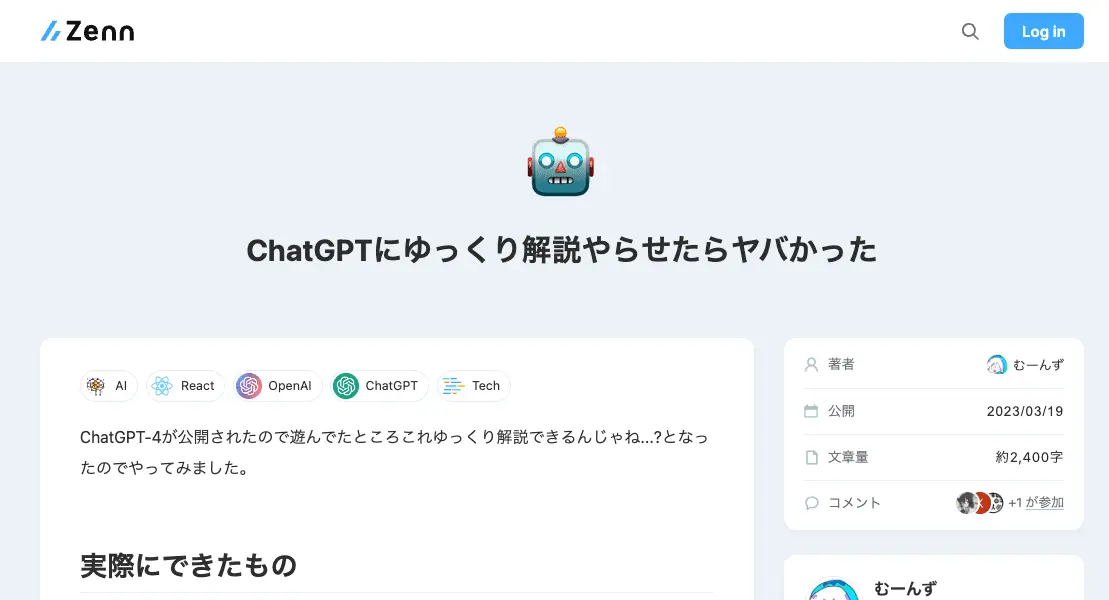 Zenn
Log in
ChatGPTにゆっくり解説やらせたらヤバかった
AI
React
OpenAI
ChatGPT
Tech
ChatGPT-4が公開されたので遊んでたところこれゆっくり解説できるんじゃね...?となっ
たのでやってみました。
実際にできたもの
著者 むーんず
公開 2023/03/19
文章量 約2,400字
コメント +1 が参加
むーんず